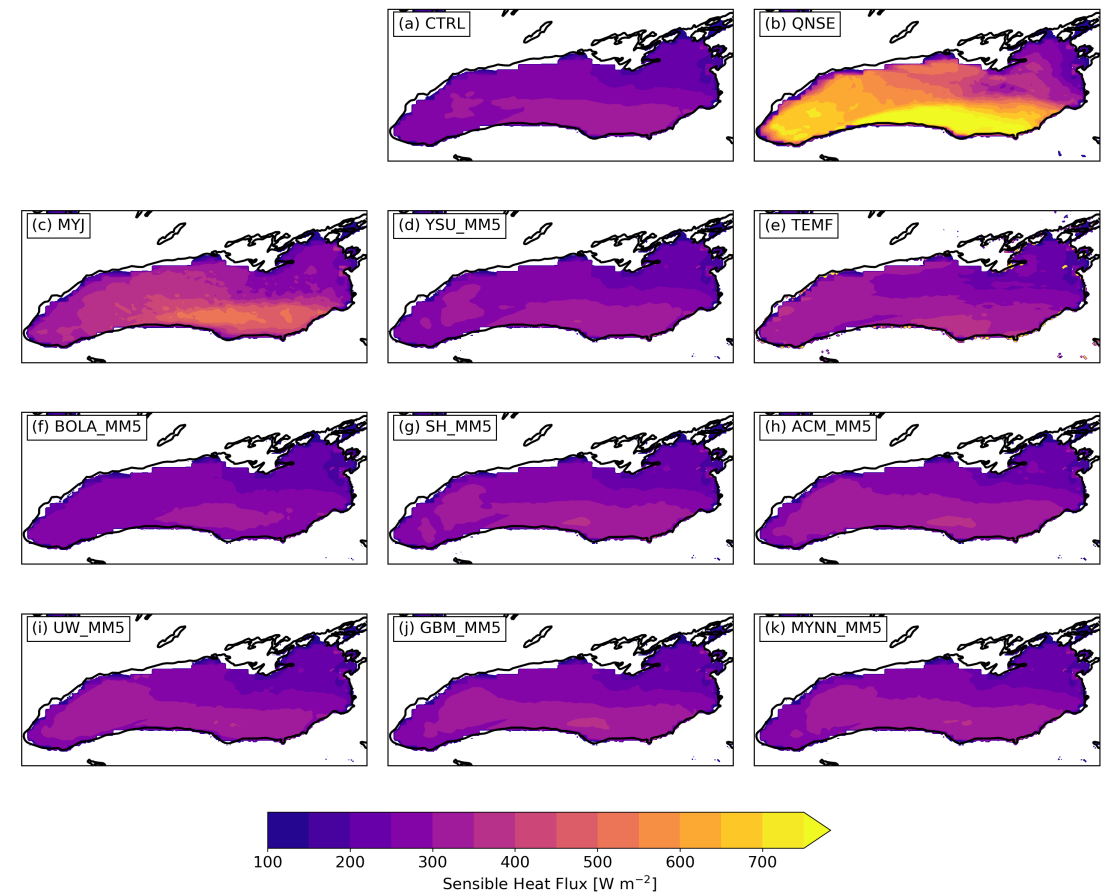 (a) CTRL
(b) QNSE
(c) MYJ
(d) YSU_MM5
(e) TEMF
(f) BOLA_MM5
(g) SH_MM5
(h) ACM_MM5
(i) UW_MM5
(j) GBM_MM5
(k) MYNN_MM5
100 200 300 400 500 600 700
Sensible Heat Flux [W m⁻²]